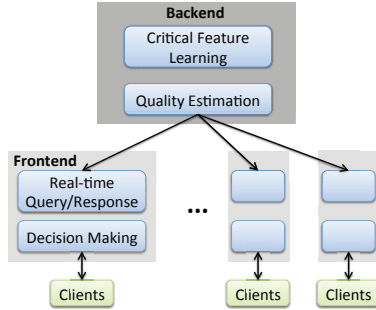 Backend
Critical Feature
Learning
Quality Estimation
Frontend
Real-time
Query/Response
Decision Making
...
Clients
Clients
Clients